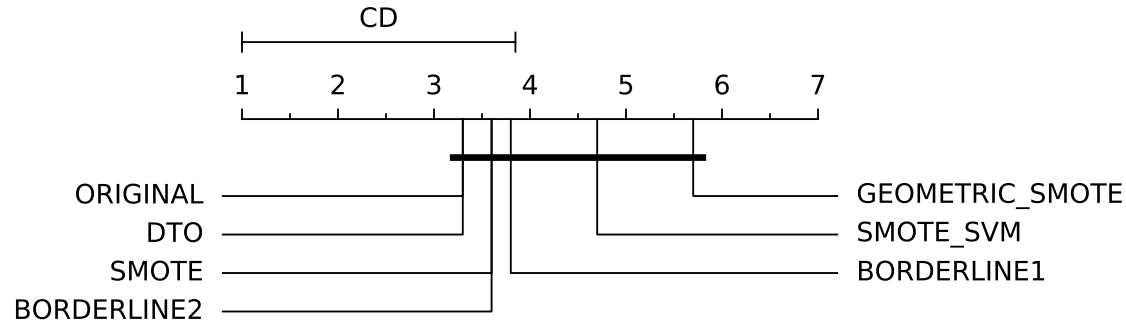 CD
1 2 3 4 5 6 7
ORIGINAL GEOMETRIC_SMOTE
DTO SMOTE_SVM
SMOTE BORDERLINE1
BORDERLINE2